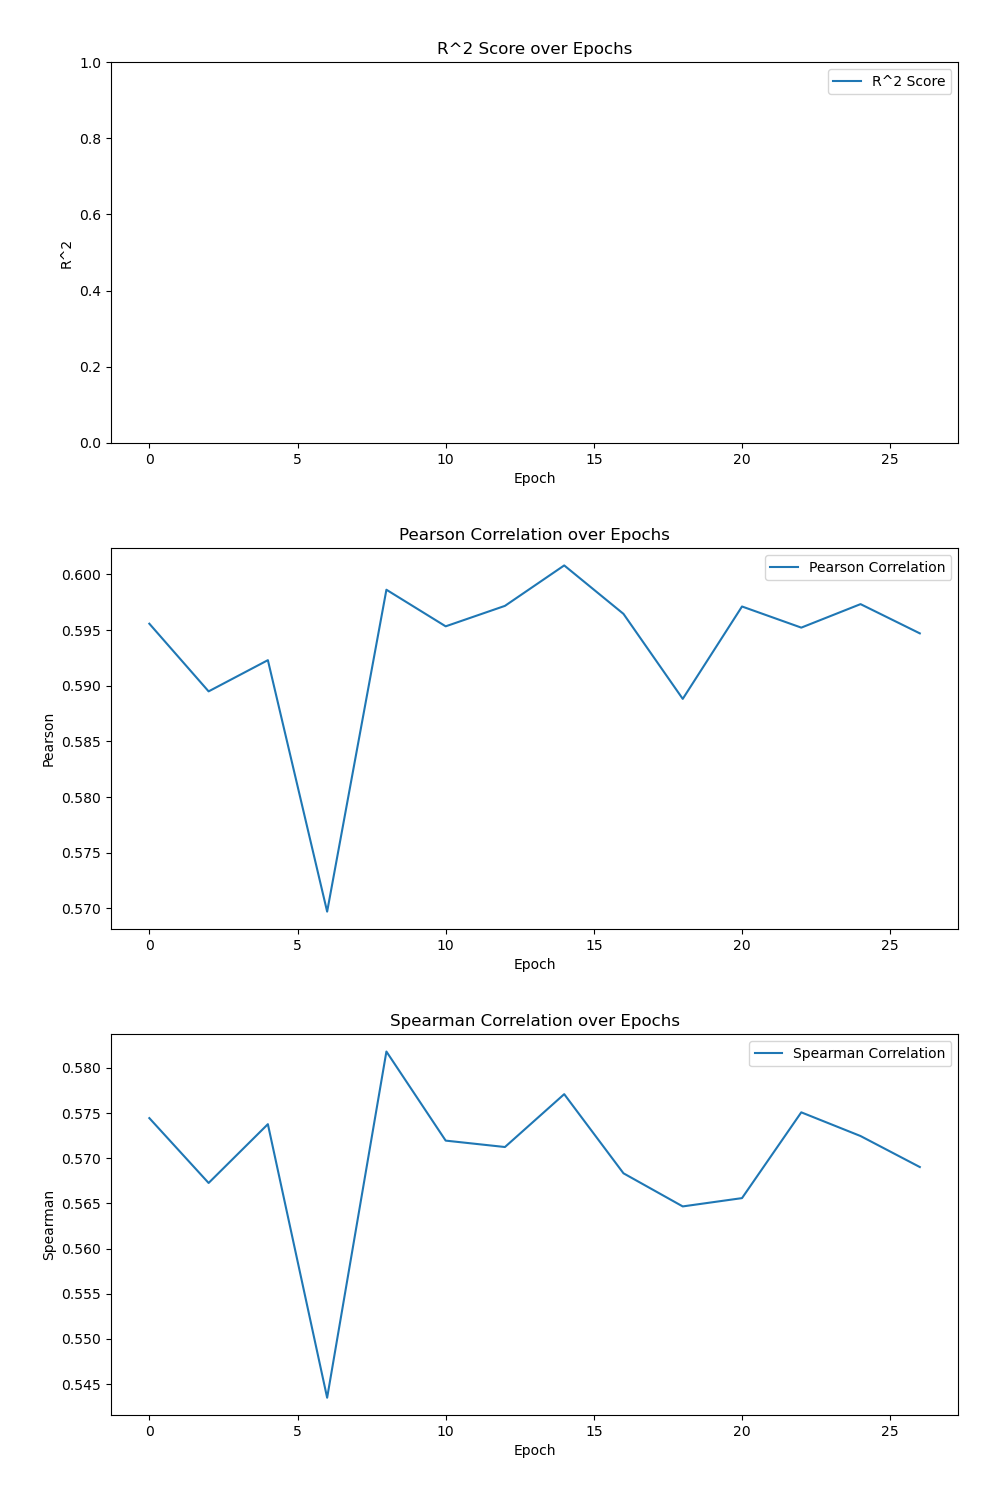 R^2 Score over Epochs
R^2 Score
1.0
0.8
0.6
0.4
0.2
0.0
R^2
0 5 10 15 20 25
Epoch
Pearson Correlation over Epochs
Pearson Correlation
0.600
0.595
0.590
0.585
0.580
0.575
0.570
Pearson
0 5 10 15 20 25
Epoch
Spearman Correlation over Epochs
Spearman Correlation
0.580
0.575
0.570
0.565
0.560
0.555
0.550
0.545
Spearman
0 5 10 15 20 25
Epoch